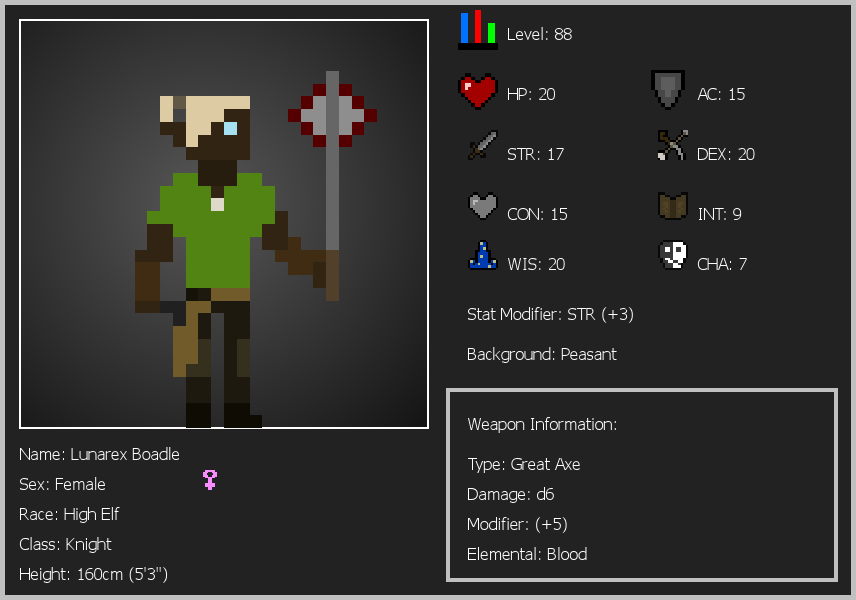 Level: 88
HP: 20
AC: 15
STR: 17
DEX: 20
CON: 15
INT: 9
WIS: 20
CHA: 7
Stat Modifier: STR (+3)
Background: Peasant
Weapon Information:
Type: Great Axe
Damage: d6
Modifier: (+5)
Elemental: Blood
Name: Lunarex Boadle
Sex: Female
Race: High Elf
Class: Knight
Height: 160cm (5'3")